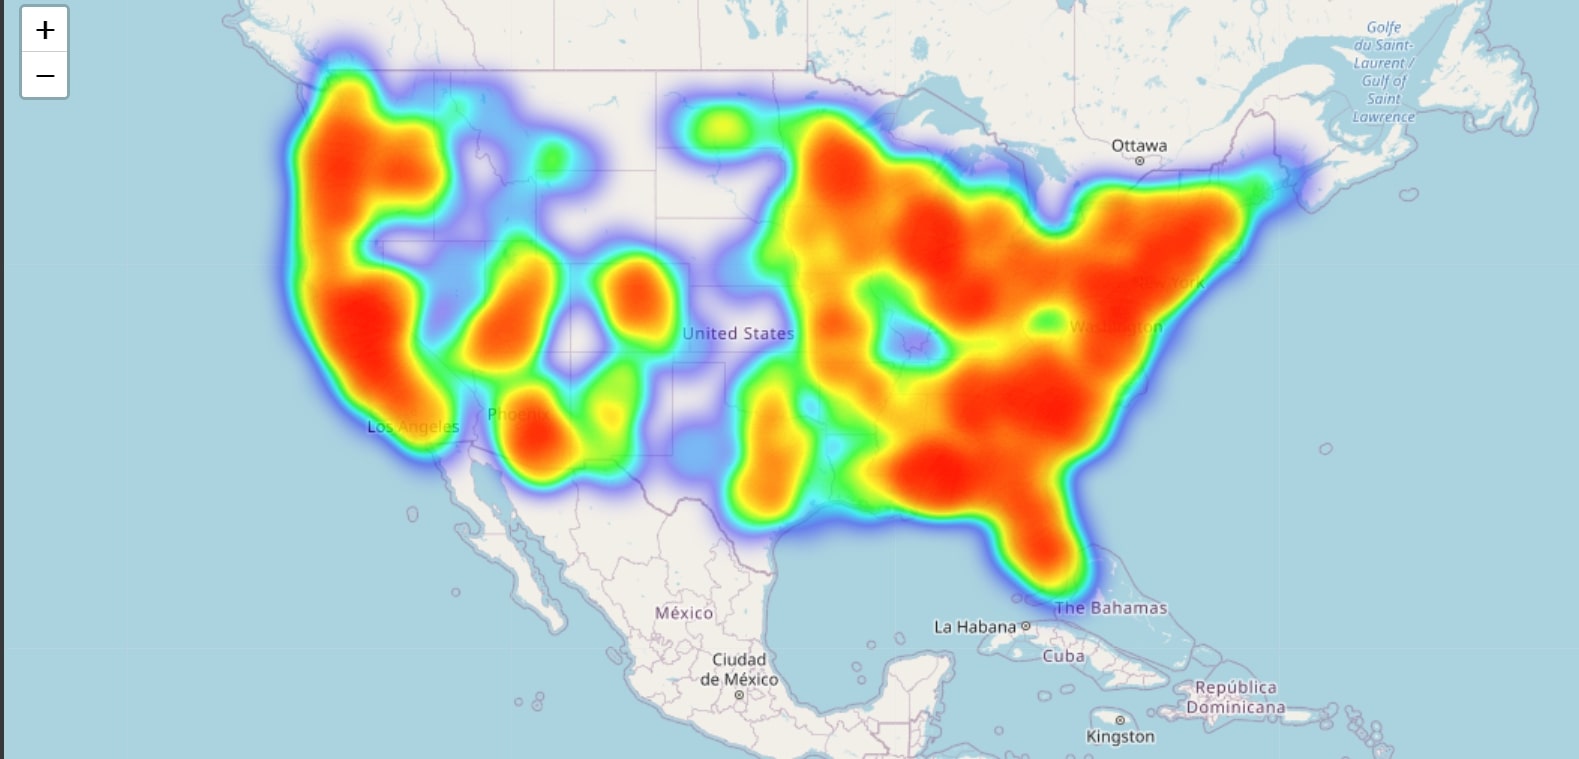 +
−
Golfe
du Saint-
Laurent /
Gulf of
Saint
Lawrence
Ottawa
New York
Washington
United States
Phoenix
Los Angeles
México
Ciudad
de México
La Habana
The Bahamas
Cuba
República
Dominicana
Kingston